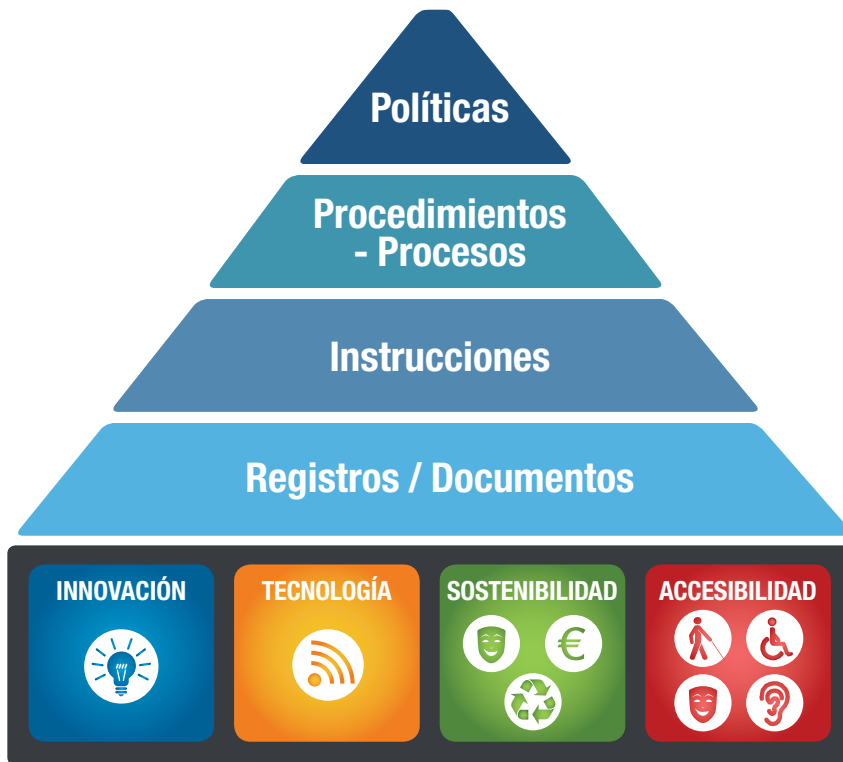 Políticas
Procedimientos
- Procesos
Instrucciones
Registros / Documentos
INNOVACIÓN
TECNOLOGÍA
SOSTENIBILIDAD
ACCESIBILIDAD
€